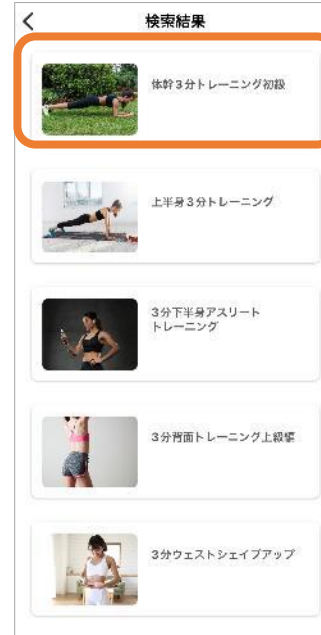 検索結果
体幹3分トレーニング初級
上半身3分トレーニング
3分下半身アスリート
トレーニング
3分背面トレーニング上級編
3分ウェストシェイプアップ